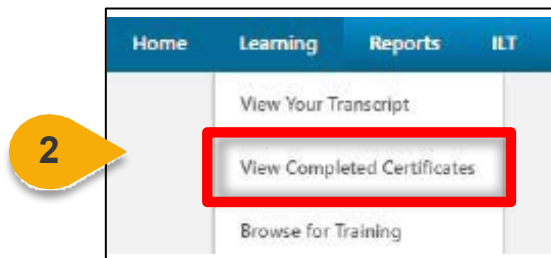 Home Learning Reports ILT
View Your Transcript
2
View Completed Certificates
Browse for Training